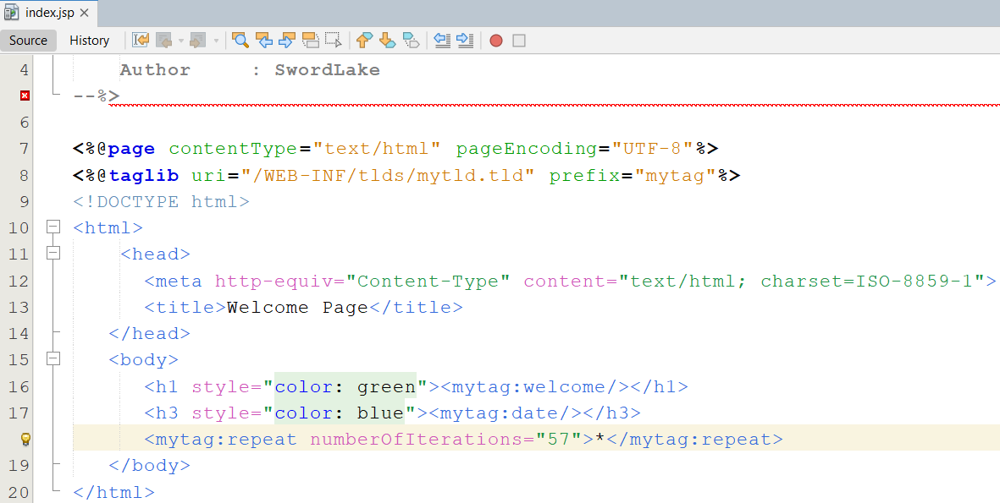 index.jsp
Source History
4 Author : SwordLake
--%>
6
7 <%@page contentType="text/html" pageEncoding="UTF-8"%>
8 <%@taglib uri="/WEB-INF/tlds/mytld.tld" prefix="mytag"%>
9 <!DOCTYPE html>
10 <html>
11 <head>
12 <meta http-equiv="Content-Type" content="text/html; charset=ISO-8859-1">
13 <title>Welcome Page</title>
14 </head>
15 <body>
16 <h1 style="color: green"><mytag:welcome/></h1>
17 <h3 style="color: blue"><mytag:date/></h3>
<mytag:repeat numberOfIterations="57">*</mytag:repeat>
19 </body>
20 </html>